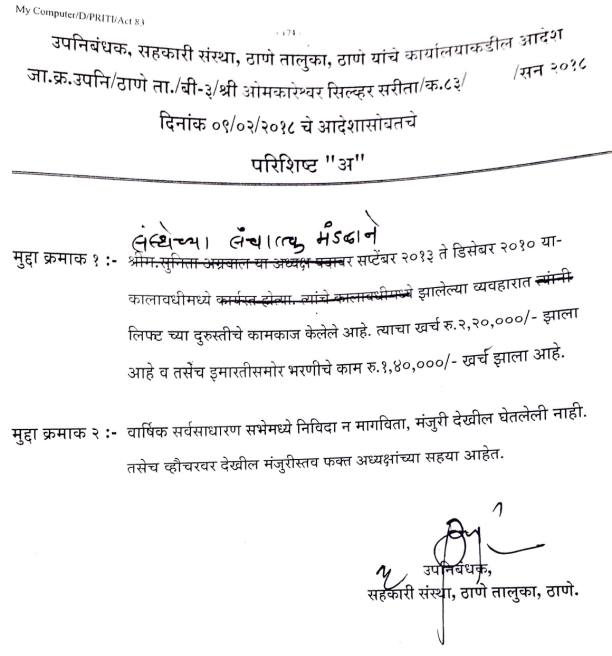 My Computer/D/PRITI/Act 83
उपनिबंधक, सहकारी संस्था, ठाणे तालुका, ठाणे यांचे कार्यालयाकडील आदेश
जा.क्र.उपनि/ठाणे ता./बी-३/श्री ओमकारेश्वर सिल्व्हर सरीता/क.८३/ /सन २०१८
दिनांक ०९/०२/२०१८ चे आदेशासोबतचे
परिशिष्ट "अ"
संस्थेच्या संचालक मंडळाने
मुद्दा क्रमाक १ :- श्रीम.सुनिता अग्रवाल या अध्यक्ष पदावर सप्टेंबर २०१३ ते डिसेबर २०१० या-
कालावधीमध्ये कार्यरत होत्या. त्यांचे कालावधीमध्ये झालेल्या व्यवहारात त्यांनी
लिफ्ट च्या दुरुस्तीचे कामकाज केलेले आहे. त्याचा खर्च रु.२,२०,०००/- झाला
आहे व तसेच इमारतीसमोर भरणीचे काम रु.१,४०,०००/- खर्च झाला आहे.
मुद्दा क्रमाक २ :- वार्षिक सर्वसाधारण सभेमध्ये निविदा न मागविता, मंजुरी देखील घेतलेली नाही.
तसेच व्हौचरवर देखील मंजुरीस्तव फक्त अध्यक्षांच्या सहया आहेत.
उपनिबंधक,
सहकारी संस्था, ठाणे तालुका, ठाणे.